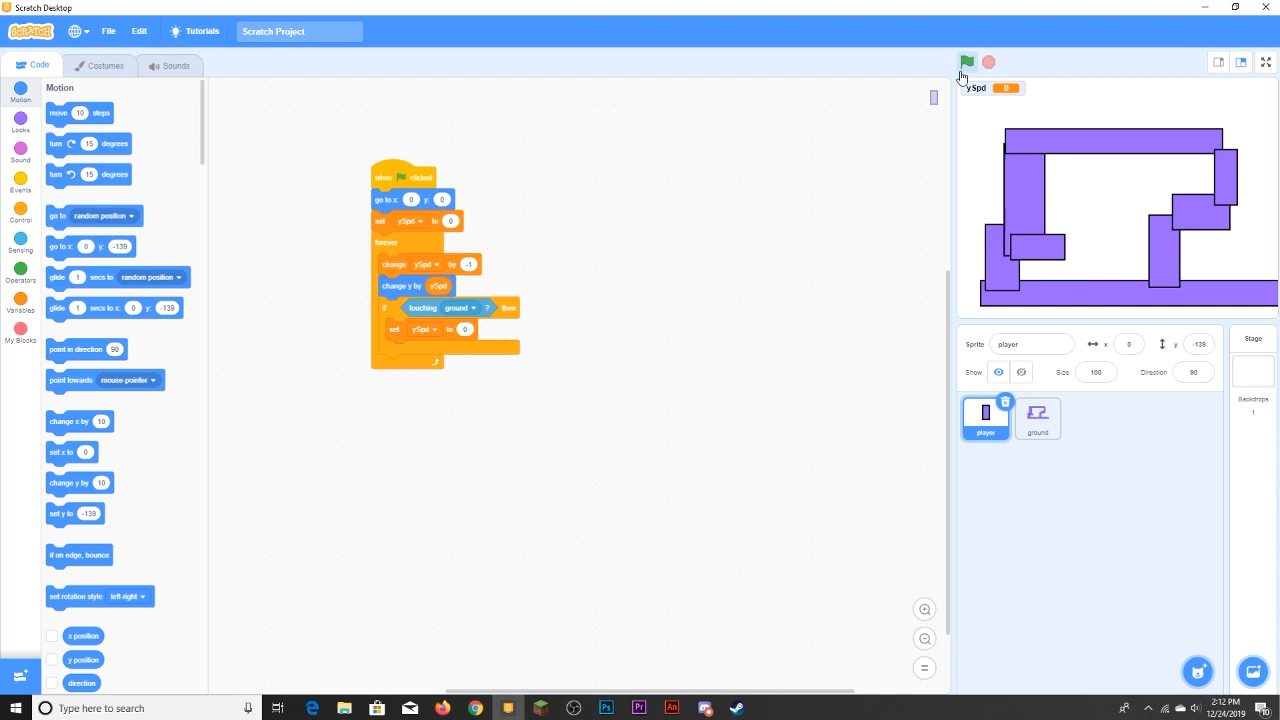 Scratch Desktop
SCRATCH
File
Edit
Tutorials
Scratch Project
Code
Costumes
Sounds
Motion
Looks
Sound
Events
Control
Sensing
Operators
Variables
My Blocks
Motion
move 10 steps
turn 15 degrees
turn 15 degrees
go to random position
go to x: 0 y: -139
glide 1 secs to random position
glide 1 secs to x: 0 y: -139
point in direction 90
point towards mouse-pointer
change x by 10
set x to 0
change y by 10
set y to -139
if on edge, bounce
set rotation style left-right
x position
y position
direction
when clicked
go to x: 0 y: 0
set ySpd to 0
forever
change ySpd by -1
change y by ySpd
if touching ground ? then
set ySpd to 0
ySpd 0
Sprite player x 0 y -139
Show Size 100 Direction 90
player
ground
Stage
Backdrops
1
Type here to search
Ps
Pr
An
2:12 PM
12/24/2019
10